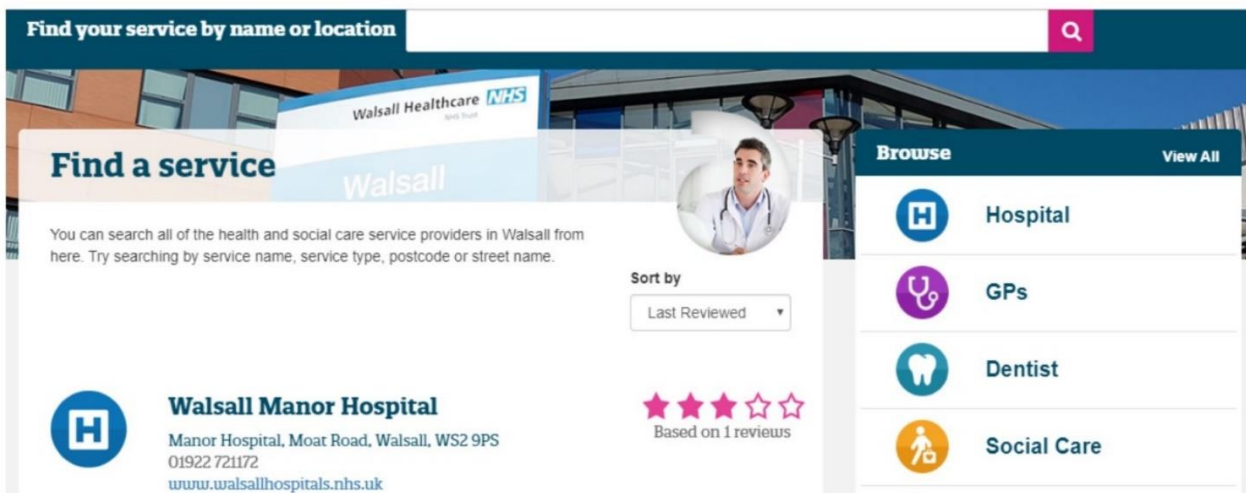 Find your service by name or location
Walsall Healthcare NHS
NHS Trust
Walsall
Find a service
You can search all of the health and social care service providers in Walsall from
here. Try searching by service name, service type, postcode or street name.
Sort by
Last Reviewed
H
Walsall Manor Hospital
Manor Hospital, Moat Road, Walsall, WS2 9PS
01922 721172
www.walsallhospitals.nhs.uk
Based on 1 reviews
Browse
View All
H
Hospital
GPs
Dentist
Social Care